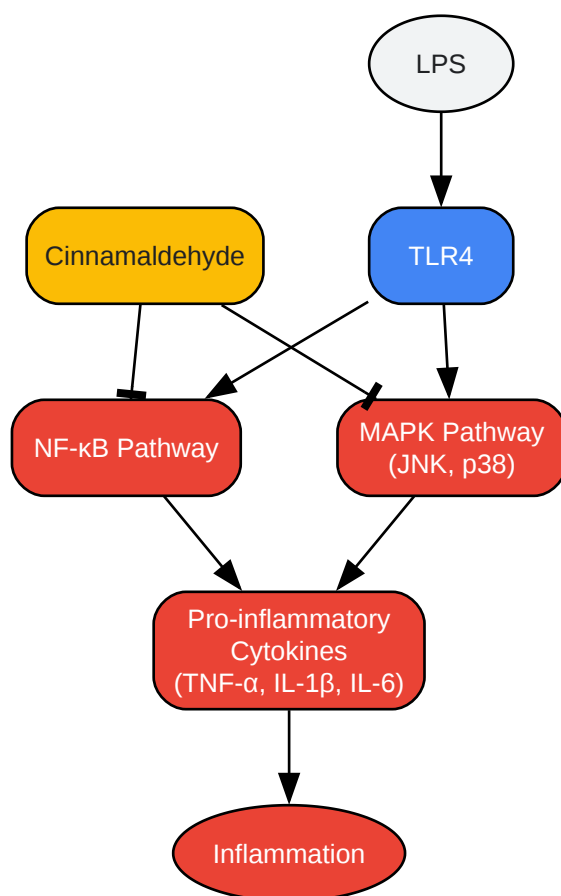 LPS
Cinnamaldehyde
TLR4
NF-κB Pathway
MAPK Pathway
(JNK, p38)
Pro-inflammatory
Cytokines
(TNF-α, IL-1β, IL-6)
Inflammation